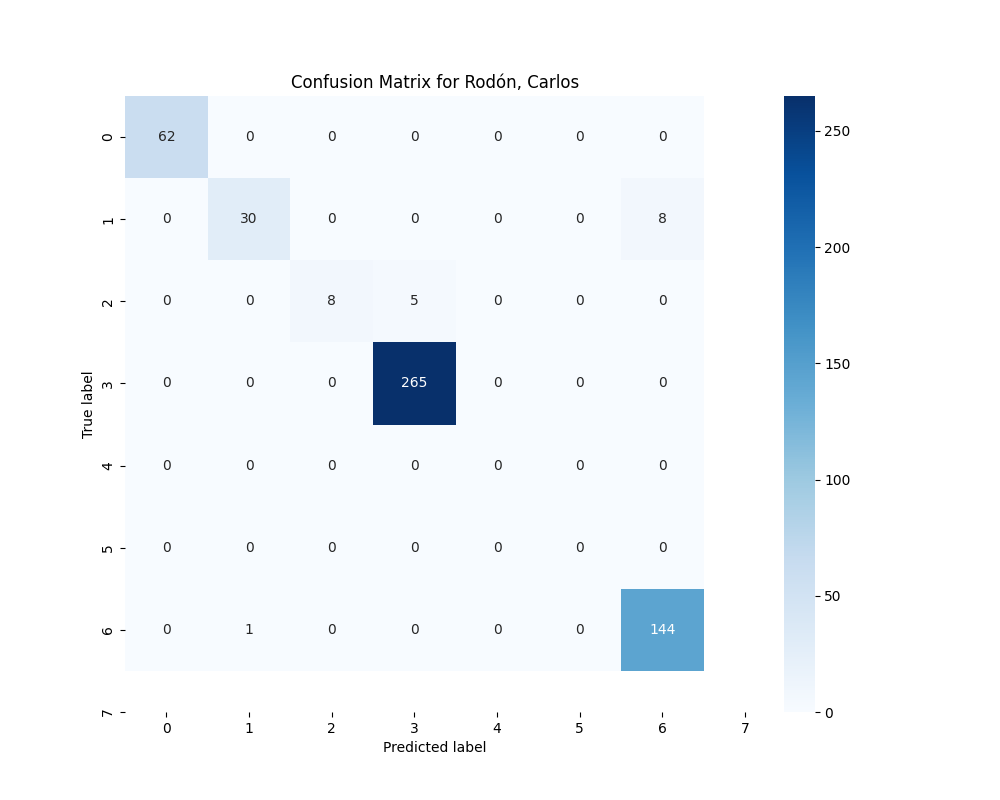 Confusion Matrix for Rodón, Carlos
0 62 0 0 0 0 0 0
1 0 30 0 0 0 0 8
2 0 0 8 5 0 0 0
3 0 0 0 265 0 0 0
4 0 0 0 0 0 0 0
5 0 0 0 0 0 0 0
6 0 1 0 0 0 0 144
7
0 1 2 3 4 5 6 7
Predicted label
True label
250
200
150
100
50
0